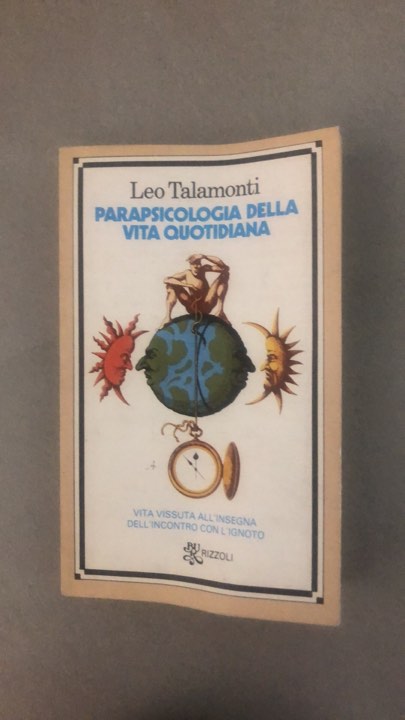 Leo Talamonti
PARAPSICOLOGIA DELLA
VITA QUOTIDIANA
VITA VISSUTA ALL'INSEGNA
DELL'INCONTRO CON L'IGNOTO
BUR
RIZZOLI